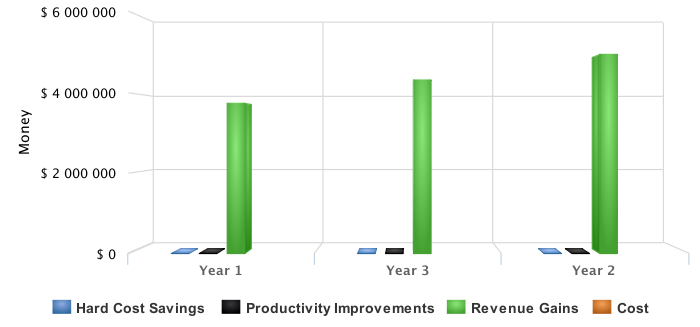 $ 6 000 000
$ 4 000 000
$ 2 000 000
$ 0
Money
Year 1
Year 3
Year 2
Hard Cost Savings Productivity Improvements Revenue Gains Cost